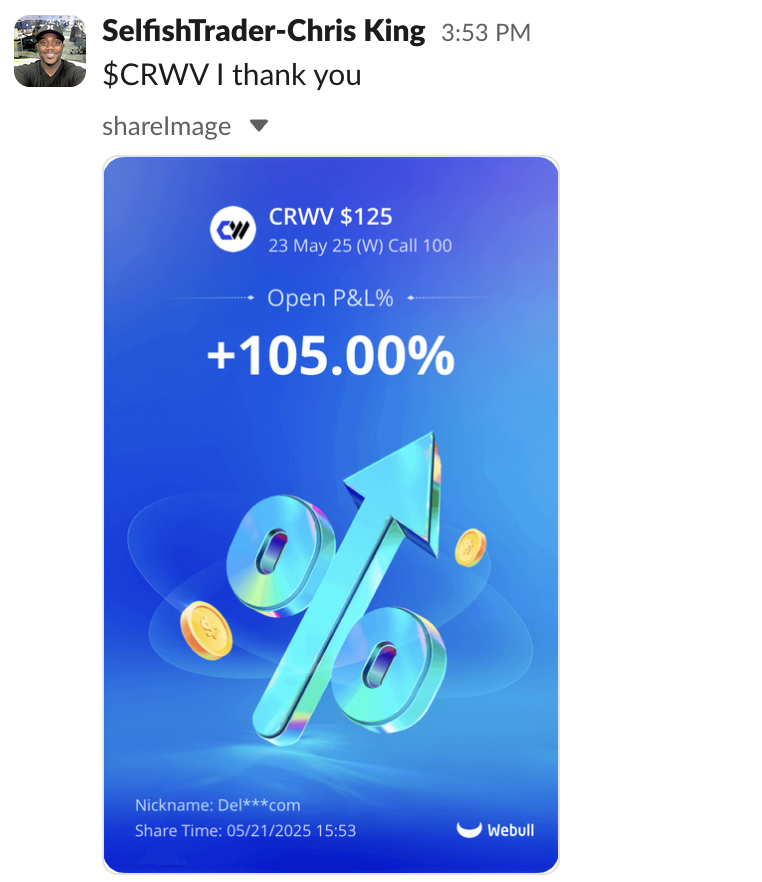 SelfishTrader-Chris King 3:53 PM
$CRWV I thank you
shareImage
CW CRWV $125
23 May 25 (W) Call 100
Open P&L%
+105.00%
Nickname: Del***com
Share Time: 05/21/2025 15:53
Webull